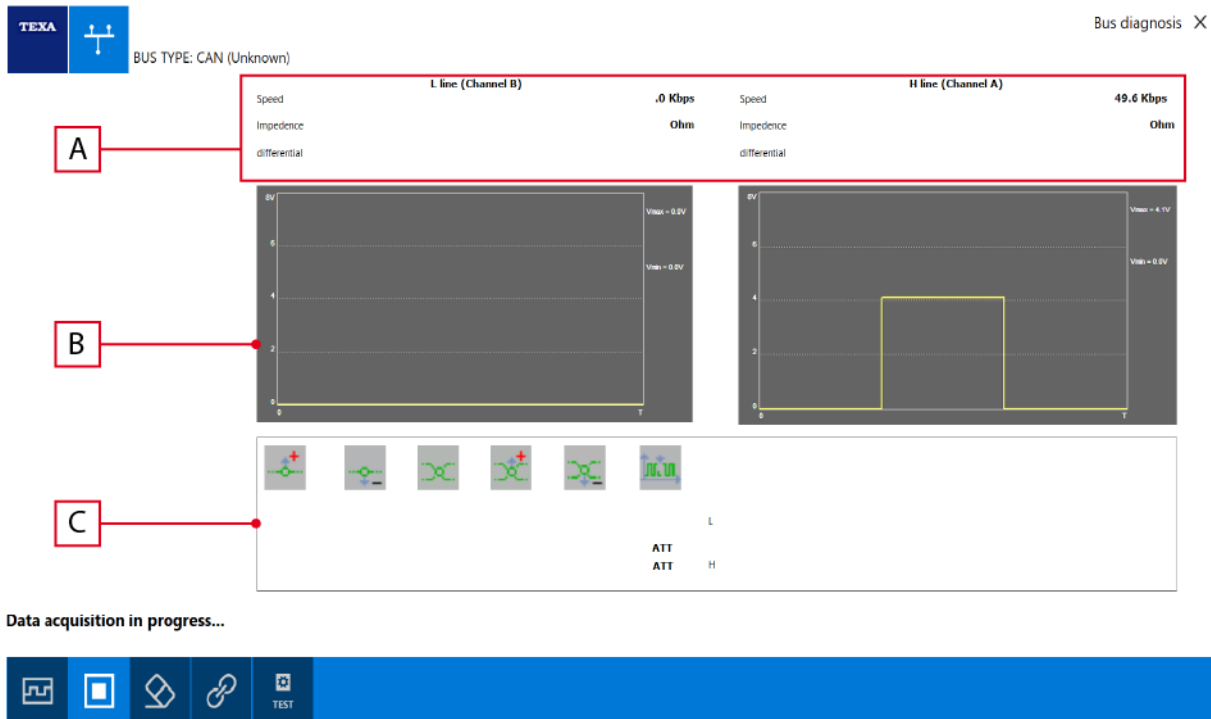 TEXA
Bus diagnosis X
BUS TYPE: CAN (Unknown)
L line (Channel B)
Speed .0 Kbps
Impedence Ohm
differential
H line (Channel A)
Speed 49.6 Kbps
Impedence Ohm
differential
A
8V
6
4
2
0
0 T
Vmax = 0.0V
Vmin = 0.0V
8V
6
4
2
0
0 T
Vmax = 4.1V
Vmin = 0.0V
B
C
L
ATT
ATT H
Data acquisition in progress...
TEST